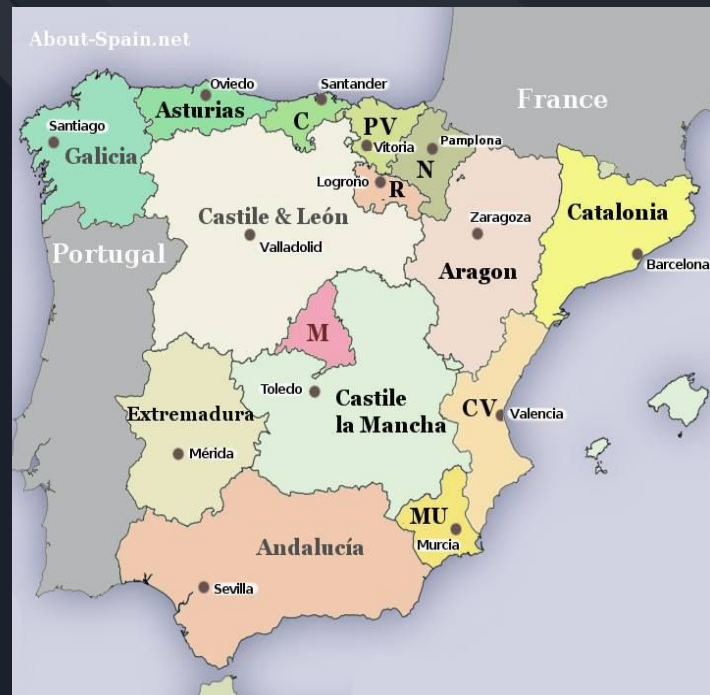 About-Spain.net
Oviedo
Santander
Asturias
C
France
PV
Santiago
Vitoria
Pamplona
Galicia
N
Logroño
R
Castile & León
Catalonia
Zaragoza
Portugal
Valladolid
Barcelona
Aragon
M
Toledo
Castile
la Mancha
Extremadura
CV
Valencia
Mérida
MU
Andalucía
Murcia
Sevilla